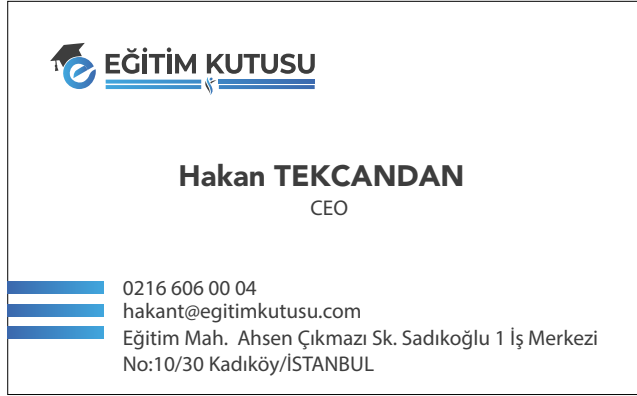 EĞİTİM KUTUSU
Hakan TEKCANDAN
CEO
0216 606 00 04
hakant@egitimkutusu.com
Eğitim Mah. Ahsen Çıkmazı Sk. Sadıkoğlu 1 İş Merkezi
No:10/30 Kadıköy/İSTANBUL